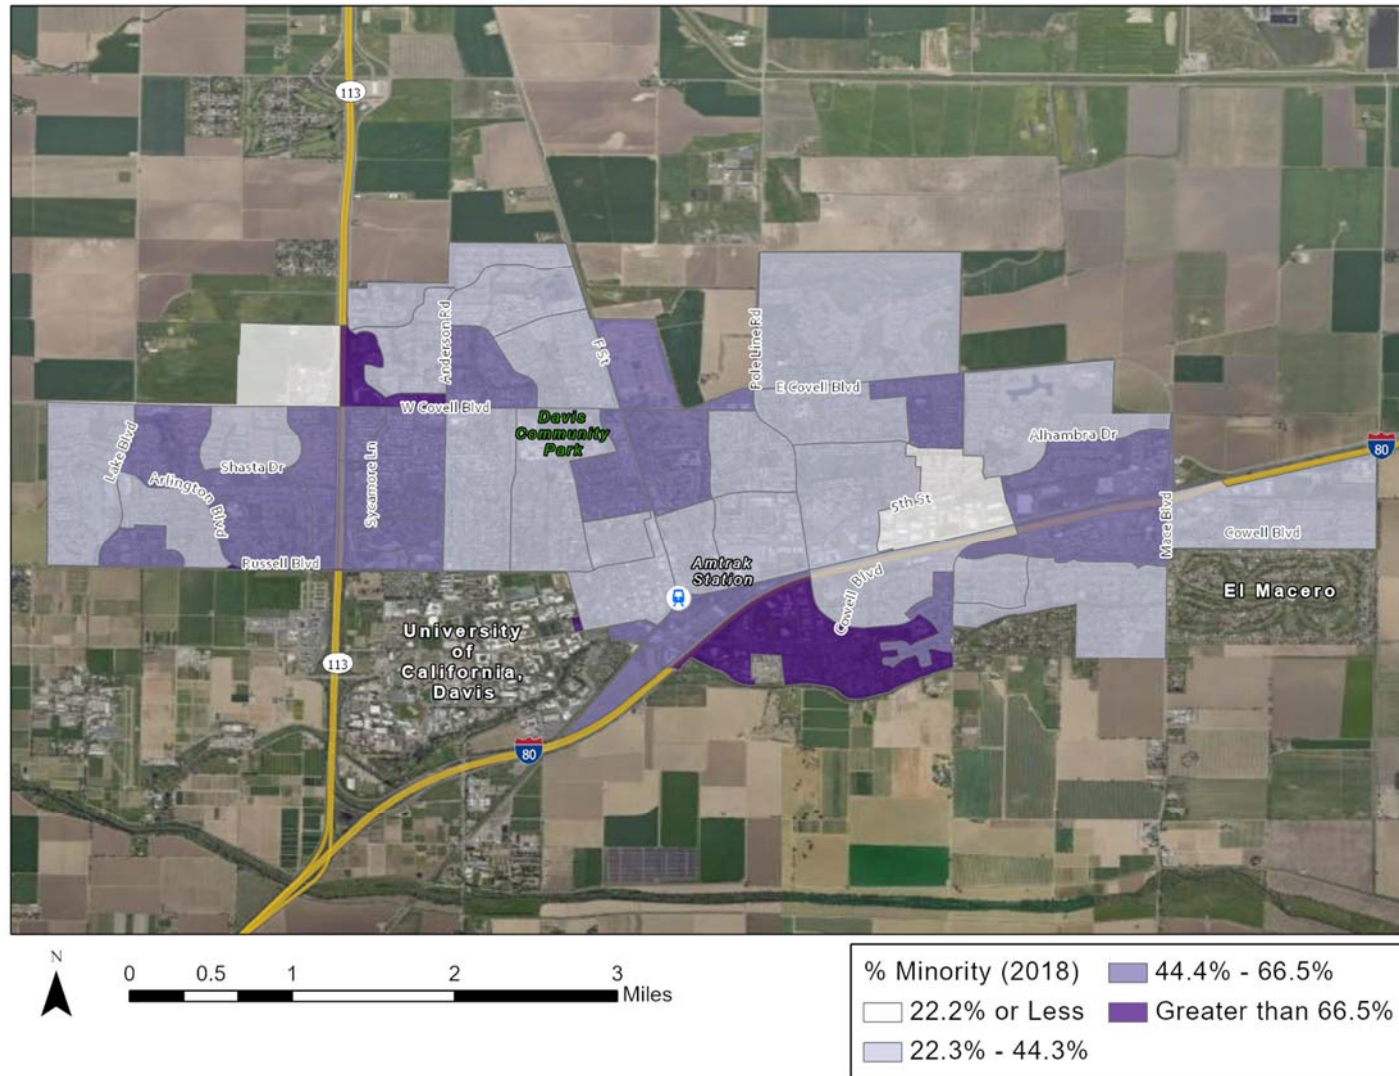 113
Anderson Rd
F St
Pole Line Rd
E Covell Blvd
W Covell Blvd
Davis
Community
Park
Alhambra Dr
80
Lake Blvd
Shasta Dr
Arlington Blvd
Sycamore Ln
5th St
Mace Blvd
Cowell Blvd
Russell Blvd
Amtrak
Station
Cowell Blvd
El Macero
University
of
California,
Davis
113
80
N
0 0.5 1 2 3
Miles
% Minority (2018)
22.2% or Less
22.3% - 44.3%
44.4% - 66.5%
Greater than 66.5%